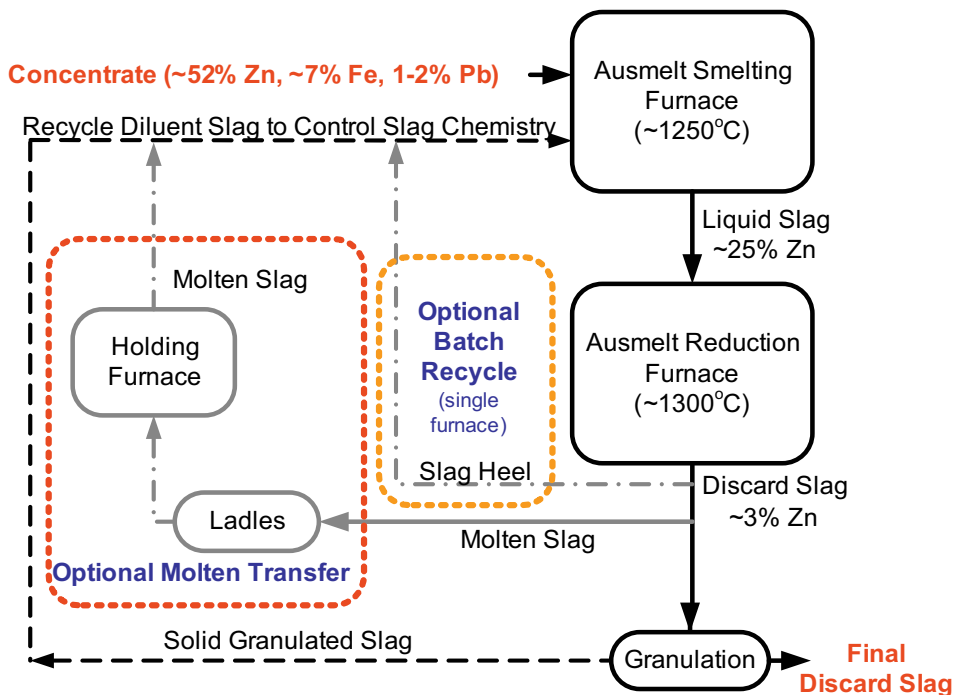 Concentrate (~52% Zn, ~7% Fe, 1-2% Pb)
Ausmelt Smelting
Furnace
(~1250°C)
Recycle Diluent Slag to Control Slag Chemistry
Liquid Slag
~25% Zn
Molten Slag
Holding
Furnace
Optional
Batch
Recycle
(single
furnace)
Ausmelt Reduction
Furnace
(~1300°C)
Slag Heel
Discard Slag
~3% Zn
Ladles
Molten Slag
Optional Molten Transfer
Solid Granulated Slag
Granulation
Final
Discard Slag